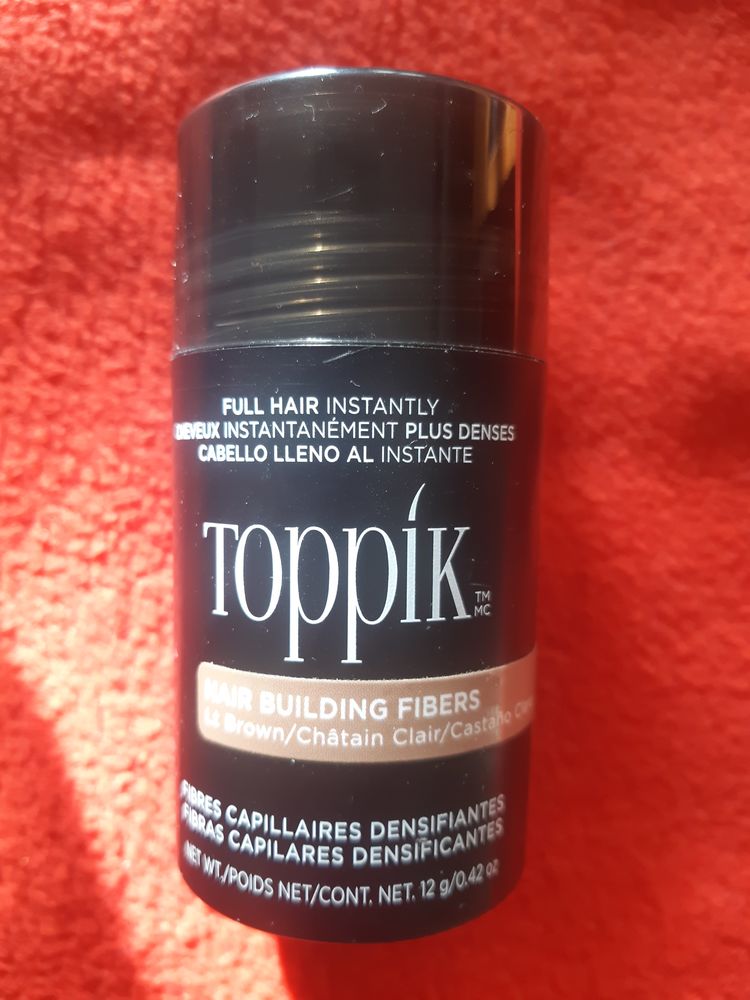 FULL HAIR INSTANTLY
CHEVEUX INSTANTANÉMENT PLUS DENSES
CABELLO LLENO AL INSTANTE
TOPPIK
TM
MC
HAIR BUILDING FIBERS
Lt Brown/Châtain Clair/Castaño
FIBRES CAPILLAIRES DENSIFIANTES
FIBRAS CAPILARES DENSIFICANTES
NET WT./POIDS NET/CONT. NET. 12 g/0.42 oz